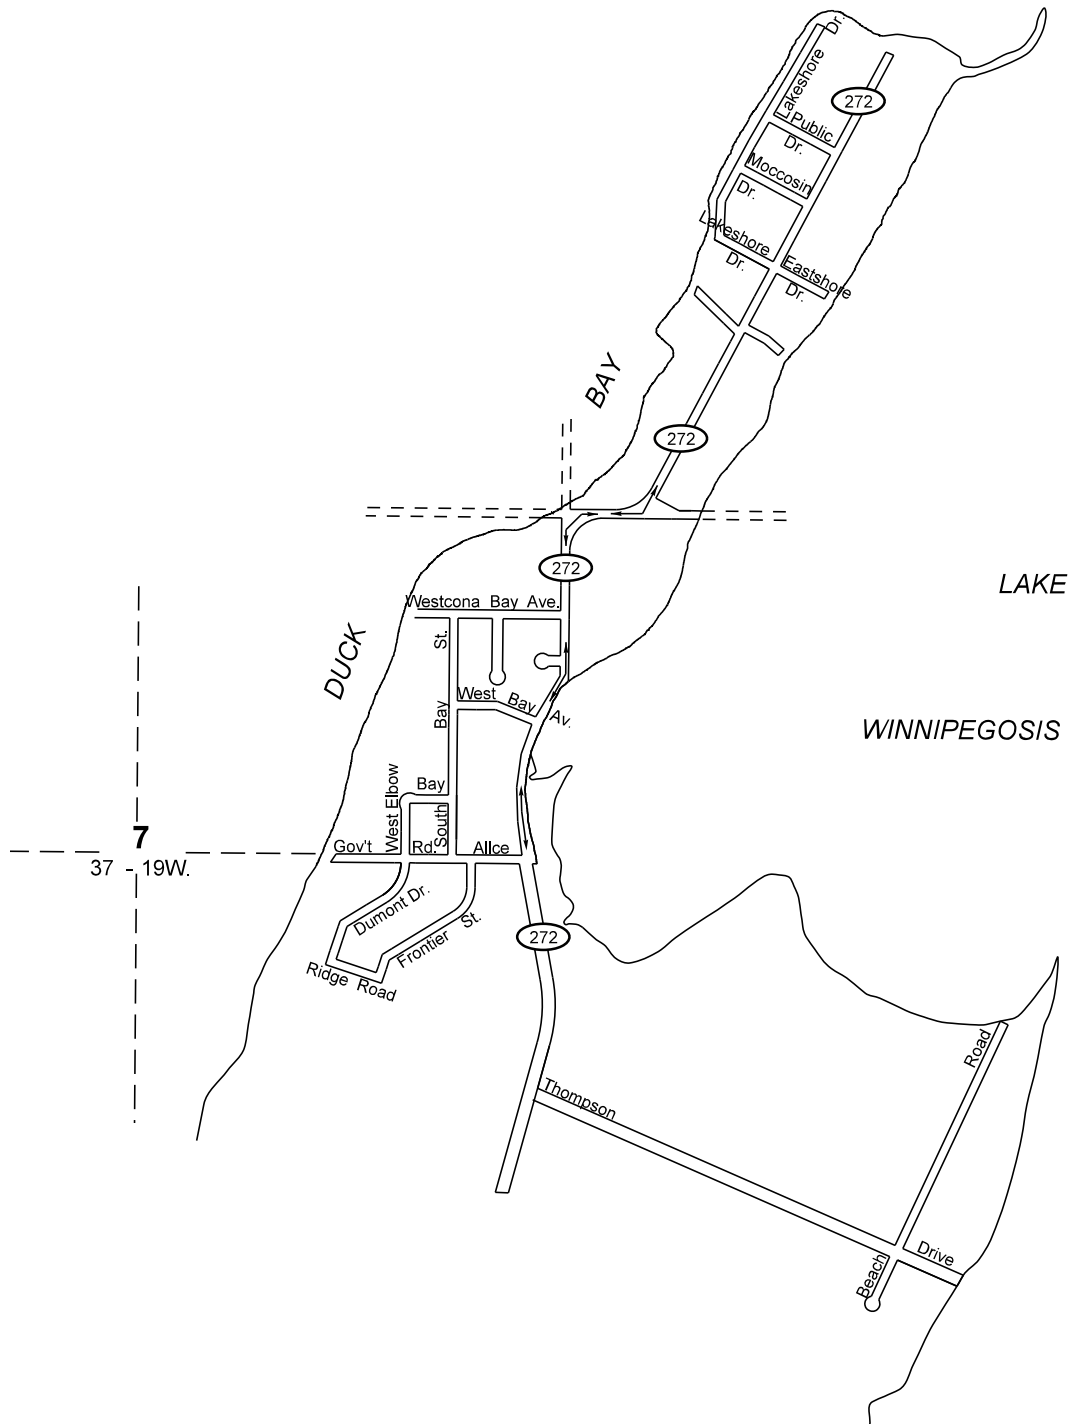 Lakeshore Dr.
272
Public Dr.
Moccosin Dr.
Lakeshore Dr.
Eastshore Dr.
BAY
272
272
LAKE
Westcona Bay Ave.
DUCK
West Bay Av.
South Bay St.
WINNIPEGOSIS
West Elbow
Bay
7
37 - 19W.
Gov't Rd.
Allce
Dumont Dr.
Frontier St.
Ridge Road
272
Beach Road
Thompson Drive